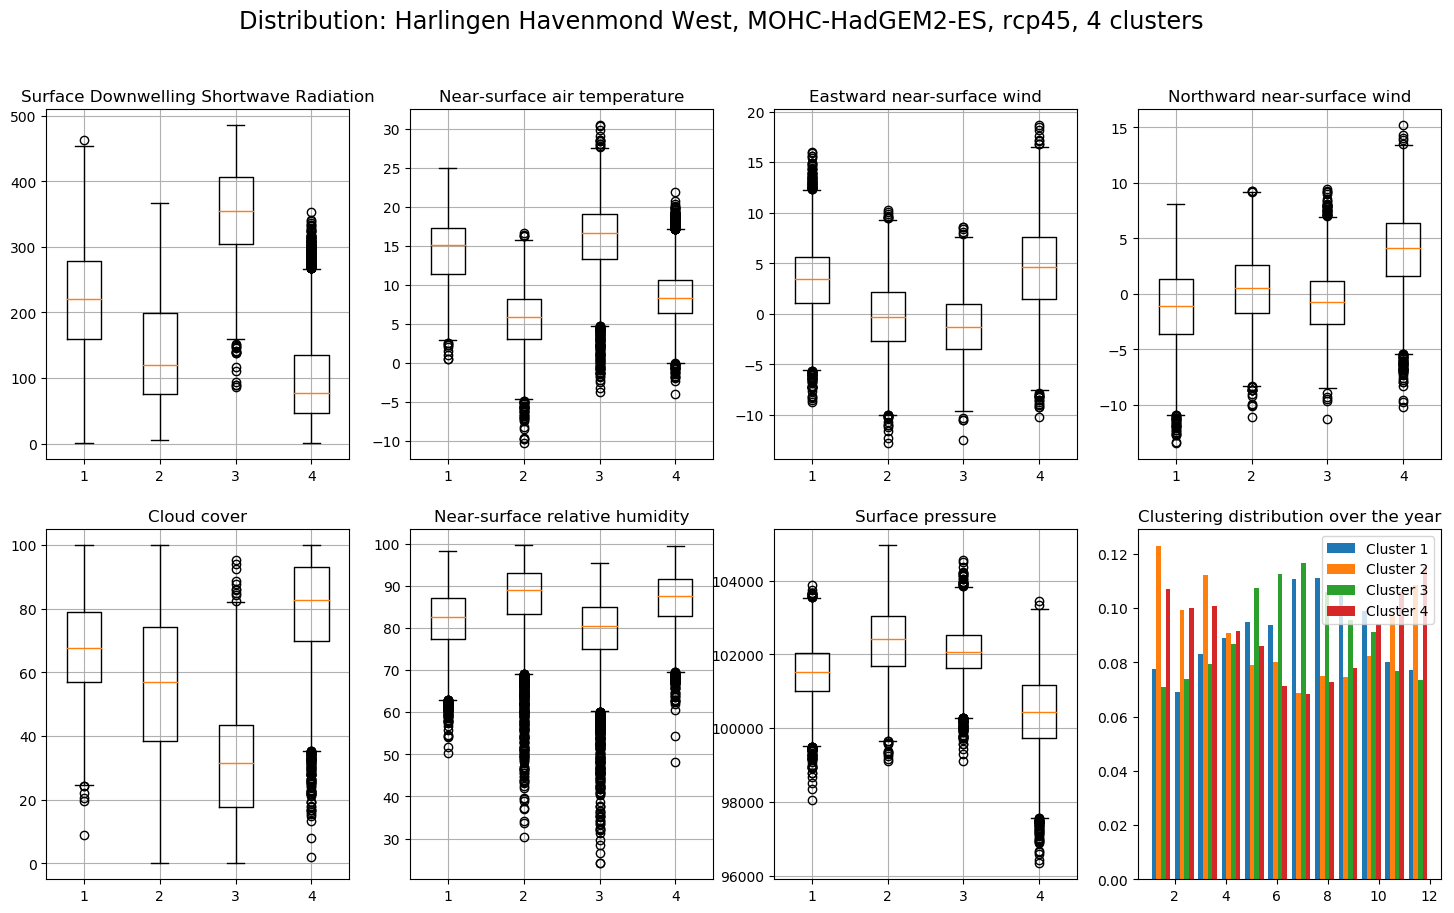 Distribution: Harlingen Havenmond West, MOHC-HadGEM2-ES, rcp45, 4 clusters
Surface Downwelling Shortwave Radiation
500
400
300
200
100
0
1 2 3 4
Near-surface air temperature
30
25
20
15
10
5
0
−5
−10
1 2 3 4
Eastward near-surface wind
20
15
10
5
0
−5
−10
1 2 3 4
Northward near-surface wind
15
10
5
0
−5
−10
1 2 3 4
Cloud cover
100
80
60
40
20
0
1 2 3 4
Near-surface relative humidity
100
90
80
70
60
50
40
30
1 2 3 4
Surface pressure
104000
102000
100000
98000
96000
1 2 3 4
Clustering distribution over the year
Cluster 1
Cluster 2
Cluster 3
Cluster 4
0.12
0.10
0.08
0.06
0.04
0.02
0.00
2 4 6 8 10 12